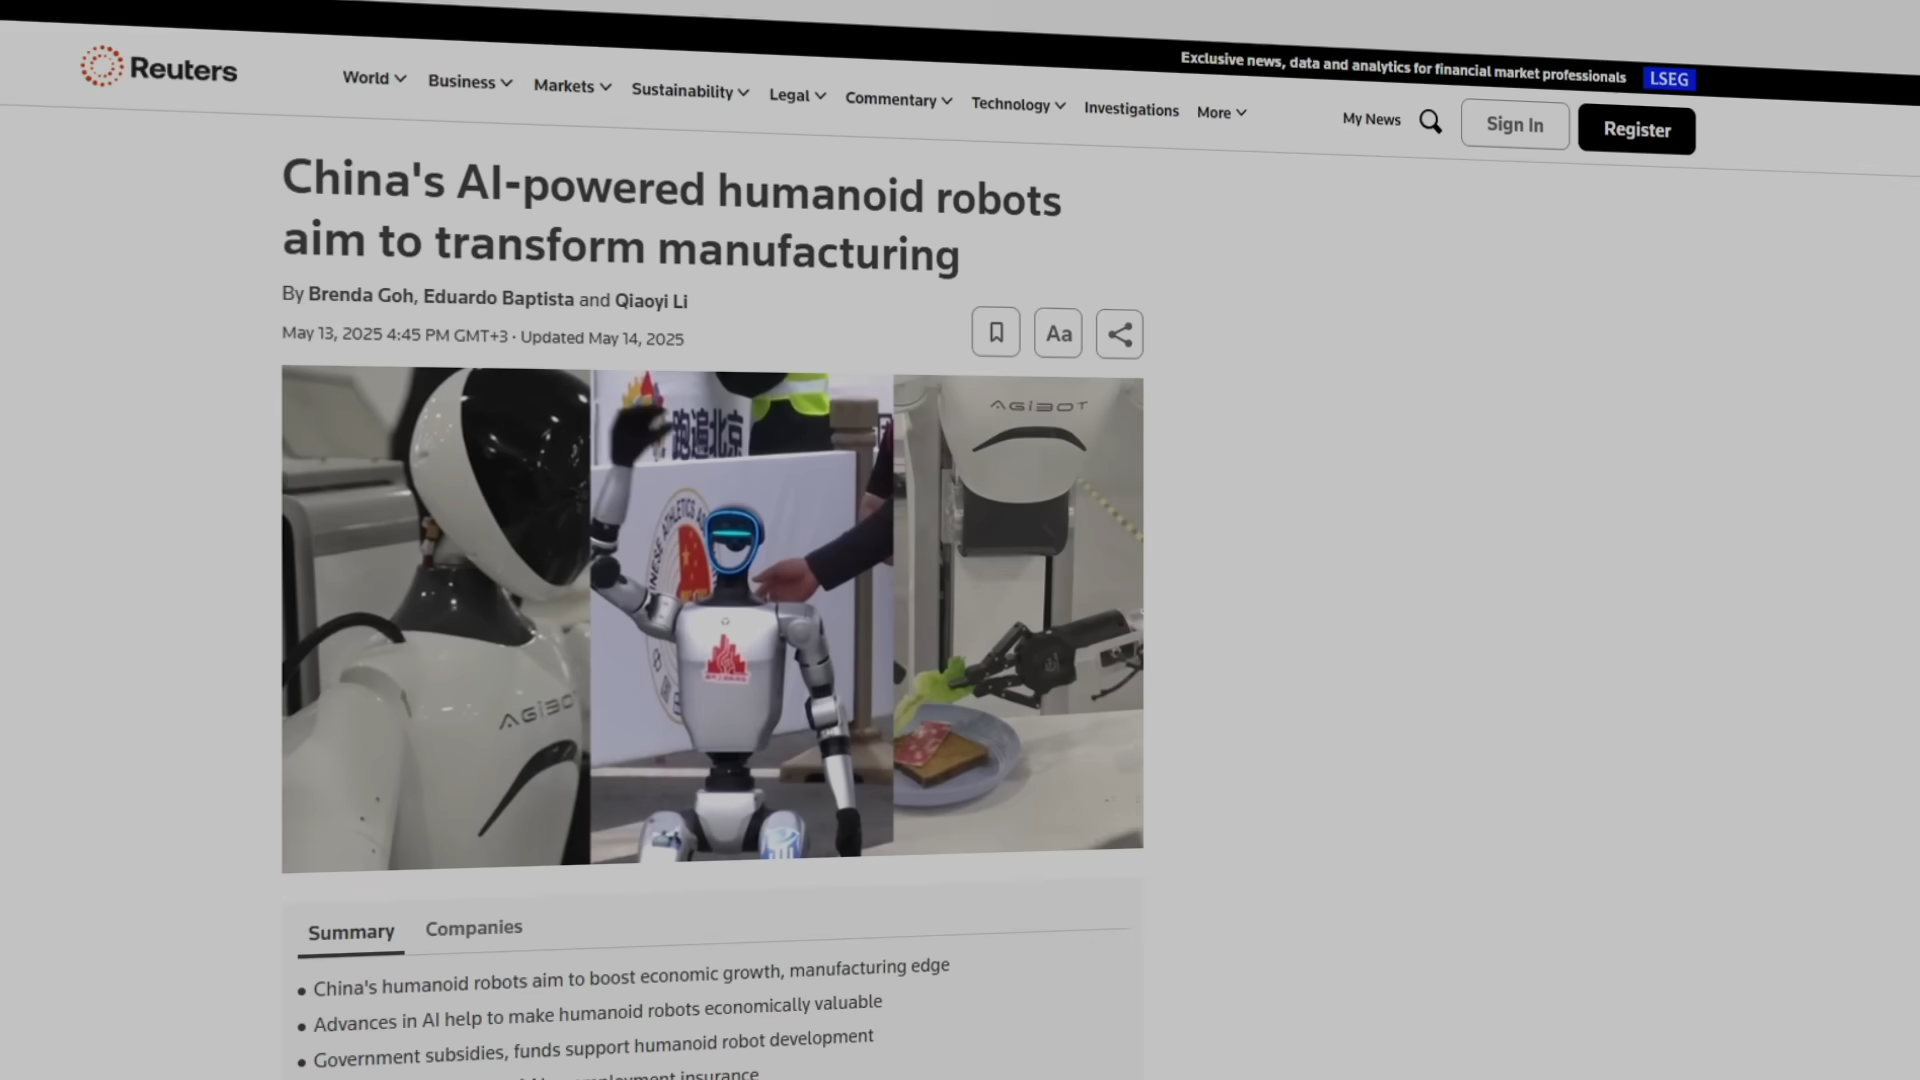 Exclusive news, data and analytics for financial market professionals LSEG
Reuters
World Business Markets Sustainability Legal Commentary Technology Investigations More
My News Sign In Register
China's AI-powered humanoid robots
aim to transform manufacturing
By Brenda Goh, Eduardo Baptista and Qiaoyi Li
May 13, 2025 4:45 PM GMT+3 · Updated May 14, 2025
Aa
AGIBOT
跑遍北京
AGIBOT
Summary Companies
• China's humanoid robots aim to boost economic growth, manufacturing edge
• Advances in AI help to make humanoid robots economically valuable
• Government subsidies, funds support humanoid robot development
insurance